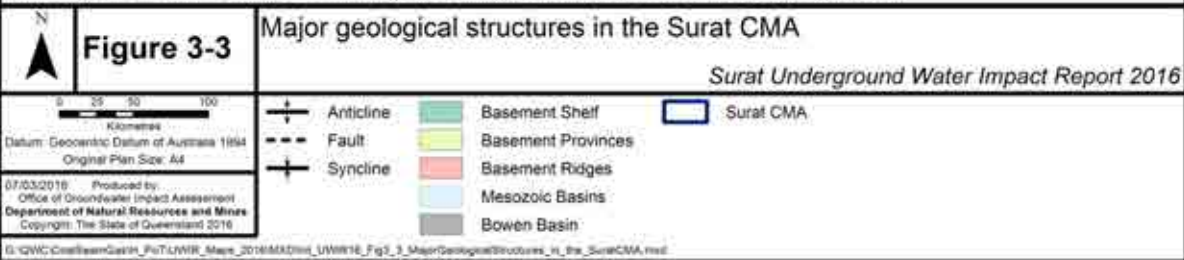 N
Figure 3-3
Major geological structures in the Surat CMA
Surat Underground Water Impact Report 2016
0 25 50 100
Kilometres
Datum: Geocentric Datum of Australia 1994
Original Plan Size: A4
07/03/2016 Produced by:
Office of Groundwater Impact Assessment
Department of Natural Resources and Mines
Copyright: The State of Queensland 2016
Anticline
Fault
Syncline
Basement Shelf
Basement Provinces
Basement Ridges
Mesozoic Basins
Bowen Basin
Surat CMA